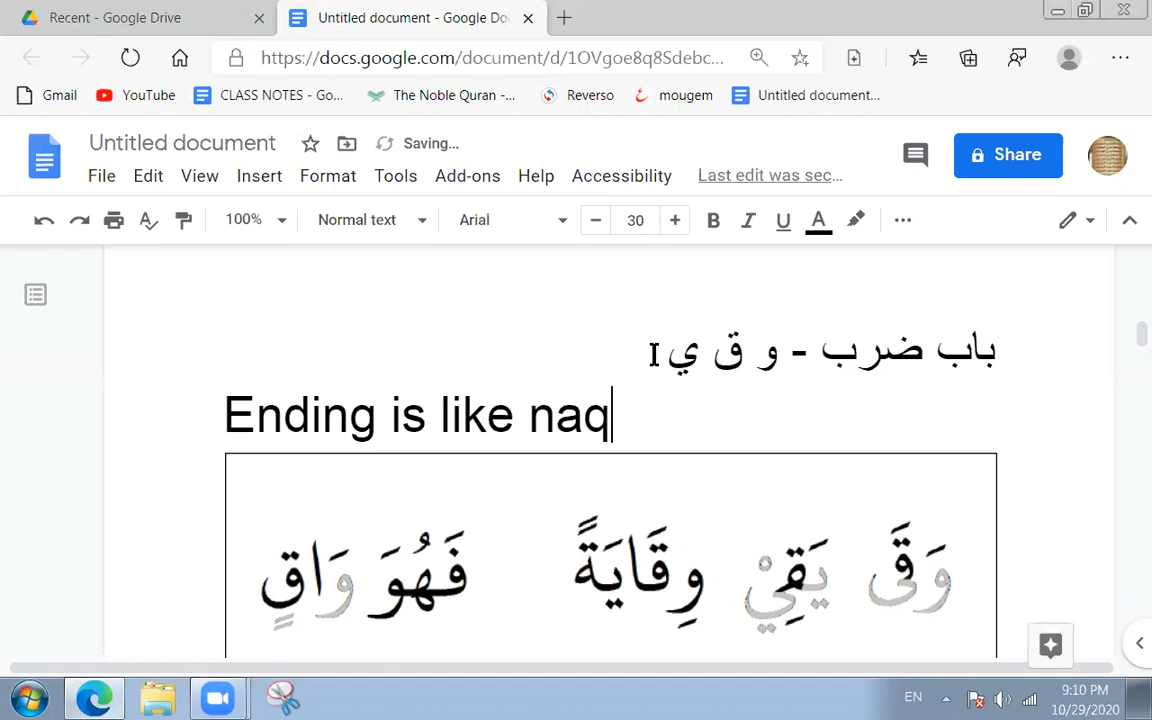 Recent - Google Drive
Untitled document - Google Do
https://docs.google.com/document/d/1OVgoe8q8Sdebc...
Gmail YouTube CLASS NOTES - Go... The Noble Quran -... Reverso mougem Untitled document...
Untitled document Saving...
Share
File Edit View Insert Format Tools Add-ons Help Accessibility Last edit was sec...
100% Normal text Arial 30 B I U A
باب ضرب - و ق ي
Ending is like naq
وَقَى يَقِيْ وِقَايَةً فَهُوَ وَاقٍ
EN 9:10 PM
10/29/2020